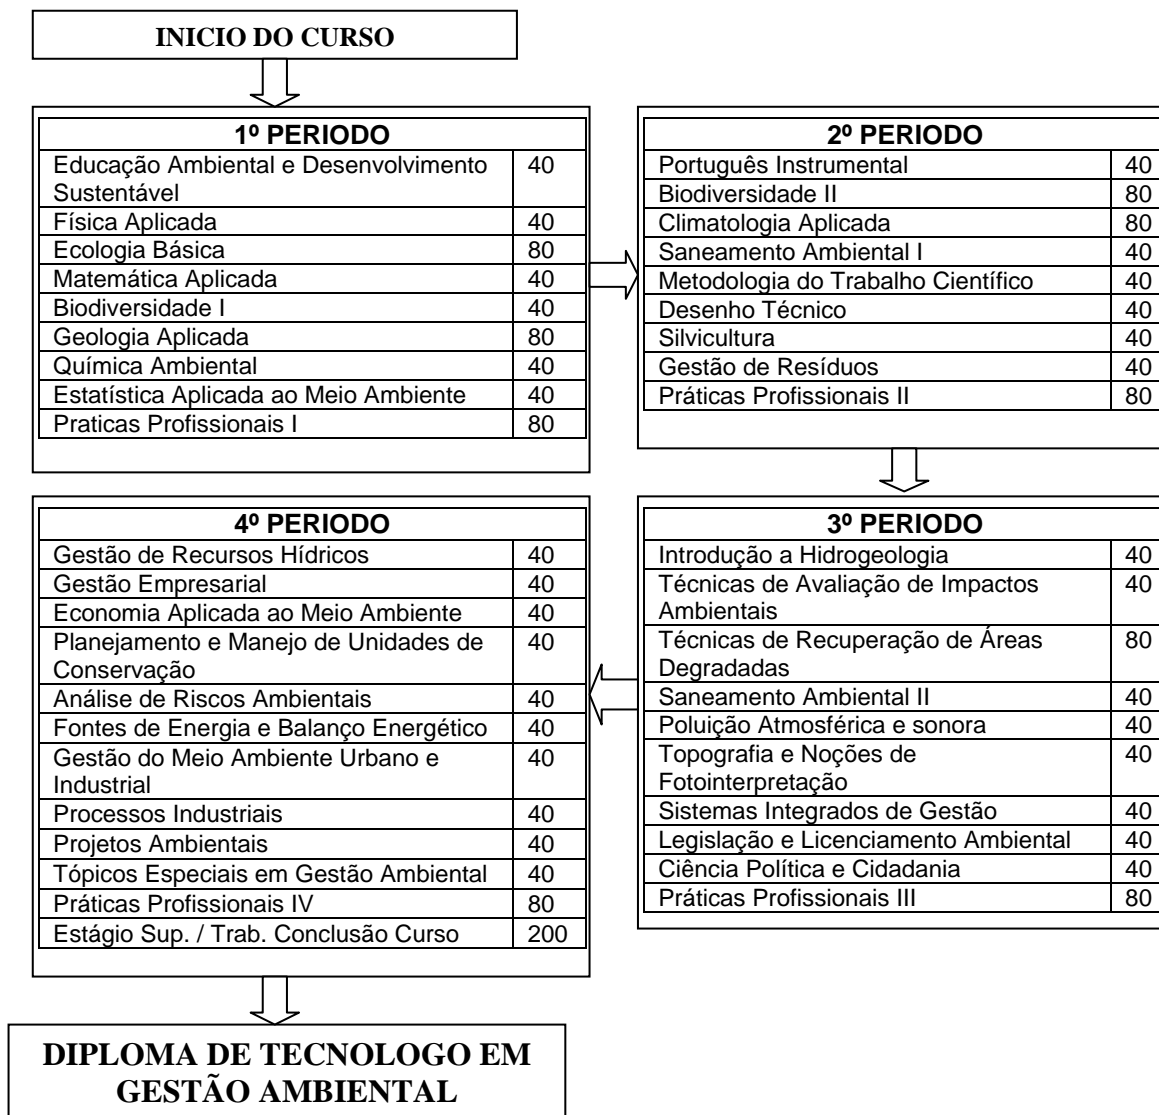 INICIO DO CURSO
1º PERIODO
Educação Ambiental e Desenvolvimento 40
Sustentável
Física Aplicada 40
Ecologia Básica 80
Matemática Aplicada 40
Biodiversidade I 40
Geologia Aplicada 80
Química Ambiental 40
Estatística Aplicada ao Meio Ambiente 40
Praticas Profissionais I 80
2º PERIODO
Português Instrumental 40
Biodiversidade II 80
Climatologia Aplicada 80
Saneamento Ambiental I 40
Metodologia do Trabalho Científico 40
Desenho Técnico 40
Silvicultura 40
Gestão de Resíduos 40
Práticas Profissionais II 80
3º PERIODO
Introdução a Hidrogeologia 40
Técnicas de Avaliação de Impactos 40
Ambientais
Técnicas de Recuperação de Áreas 80
Degradadas
Saneamento Ambiental II 40
Poluição Atmosférica e sonora 40
Topografia e Noções de 40
Fotointerpretação
Sistemas Integrados de Gestão 40
Legislação e Licenciamento Ambiental 40
Ciência Política e Cidadania 40
Práticas Profissionais III 80
4º PERIODO
Gestão de Recursos Hídricos 40
Gestão Empresarial 40
Economia Aplicada ao Meio Ambiente 40
Planejamento e Manejo de Unidades de 40
Conservação
Análise de Riscos Ambientais 40
Fontes de Energia e Balanço Energético 40
Gestão do Meio Ambiente Urbano e 40
Industrial
Processos Industriais 40
Projetos Ambientais 40
Tópicos Especiais em Gestão Ambiental 40
Práticas Profissionais IV 80
Estágio Sup. / Trab. Conclusão Curso 200
DIPLOMA DE TECNOLOGO EM
GESTÃO AMBIENTAL